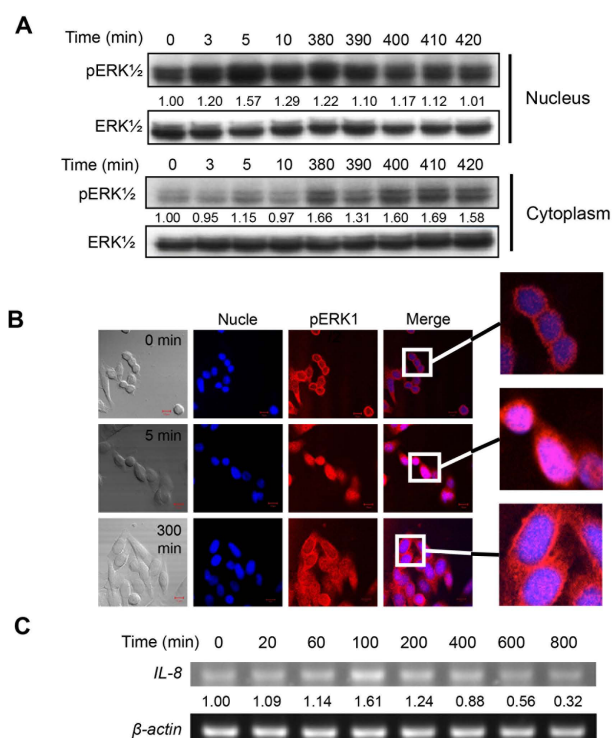 A
Time (min) 0 3 5 10 380 390 400 410 420
pERK½
1.00 1.20 1.57 1.29 1.22 1.10 1.17 1.12 1.01
Nucleus
ERK½
Time (min) 0 3 5 10 380 390 400 410 420
pERK½
1.00 0.95 1.15 0.97 1.66 1.31 1.60 1.69 1.58
Cytoplasm
ERK½
B
Nucle pERK1 Merge
0 min
5 min
300
min
C
Time (min) 0 20 60 100 200 400 600 800
IL-8
1.00 1.09 1.14 1.61 1.24 0.88 0.56 0.32
β-actin